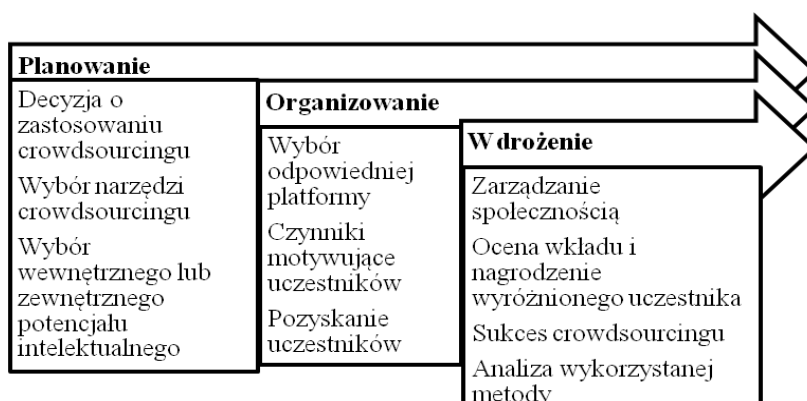 Planowanie
Decyzja o
zastosowaniu
crowdsourcingu
Wybór narzędzi
crowdsourcingu
Wybór
wewnętrznego lub
zewnętrznego
potencjału
intelektualnego
Organizowanie
Wybór
odpowiedniej
platformy
Czynniki
motywujące
uczestników
Pozyskanie
uczestników
Wdrożenie
Zarządzanie
społecznością
Ocena wkładu i
nagrodzenie
wyróżnionego uczestnika
Sukces crowdsourcingu
Analiza wykorzystanej
metody